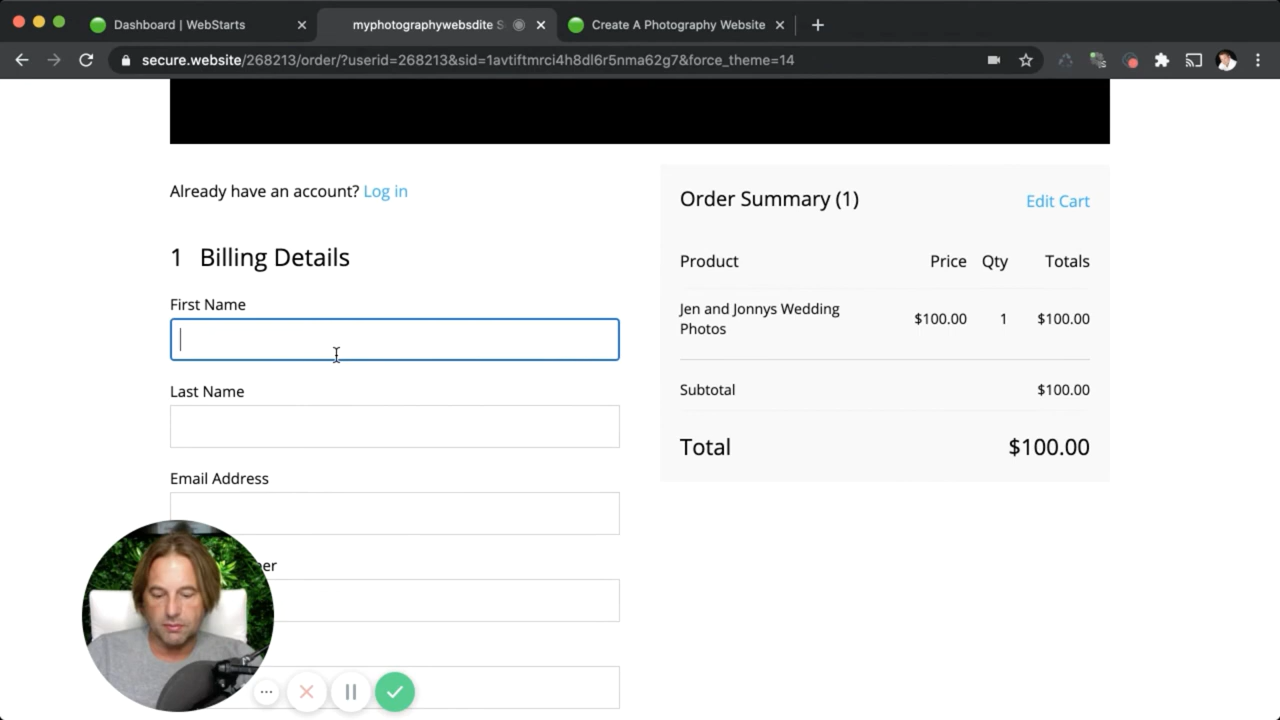 Dashboard | WebStarts
myphotographywebsdite S
Create A Photography Website
secure.website/268213/order/?userid=268213&sid=1avtiftmrci4h8dl6r5nma62g7&force_theme=14
Already have an account? Log in
1 Billing Details
First Name
Last Name
Email Address
er
Order Summary (1)
Edit Cart
Product Price Qty Totals
Jen and Jonnys Wedding
Photos
$100.00 1 $100.00
Subtotal $100.00
Total $100.00